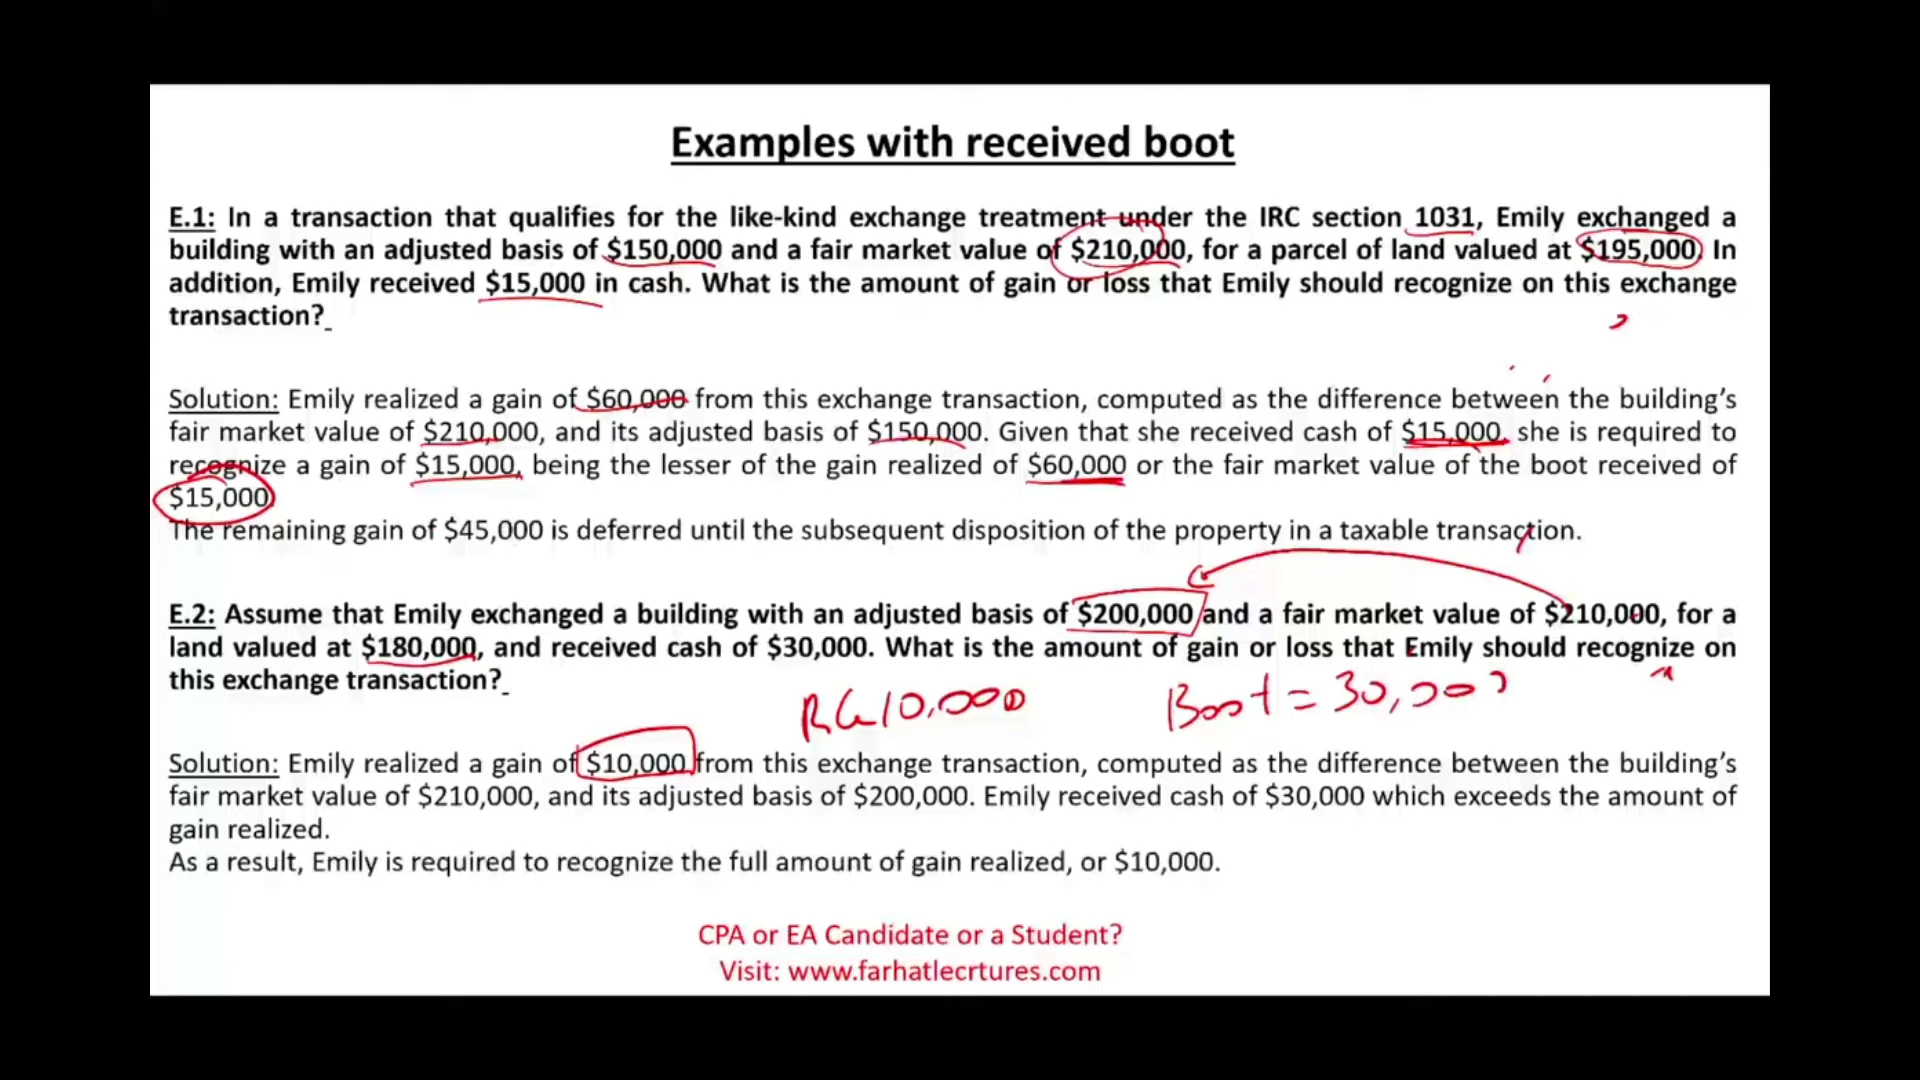 Examples with received boot
E.1: In a transaction that qualifies for the like-kind exchange treatment under the IRC section 1031, Emily exchanged a
building with an adjusted basis of $150,000 and a fair market value of $210,000, for a parcel of land valued at $195,000. In
addition, Emily received $15,000 in cash. What is the amount of gain or loss that Emily should recognize on this exchange
transaction?
Solution: Emily realized a gain of $60,000 from this exchange transaction, computed as the difference between the building’s
fair market value of $210,000, and its adjusted basis of $150,000. Given that she received cash of $15,000, she is required to
recognize a gain of $15,000, being the lesser of the gain realized of $60,000 or the fair market value of the boot received of
$15,000.
The remaining gain of $45,000 is deferred until the subsequent disposition of the property in a taxable transaction.
E.2: Assume that Emily exchanged a building with an adjusted basis of $200,000 and a fair market value of $210,000, for a
land valued at $180,000, and received cash of $30,000. What is the amount of gain or loss that Emily should recognize on
this exchange transaction?
RG 10,000 Boot = 30,000
Solution: Emily realized a gain of $10,000 from this exchange transaction, computed as the difference between the building’s
fair market value of $210,000, and its adjusted basis of $200,000. Emily received cash of $30,000 which exceeds the amount of
gain realized.
As a result, Emily is required to recognize the full amount of gain realized, or $10,000.
CPA or EA Candidate or a Student?
Visit: www.farhatlecrtures.com